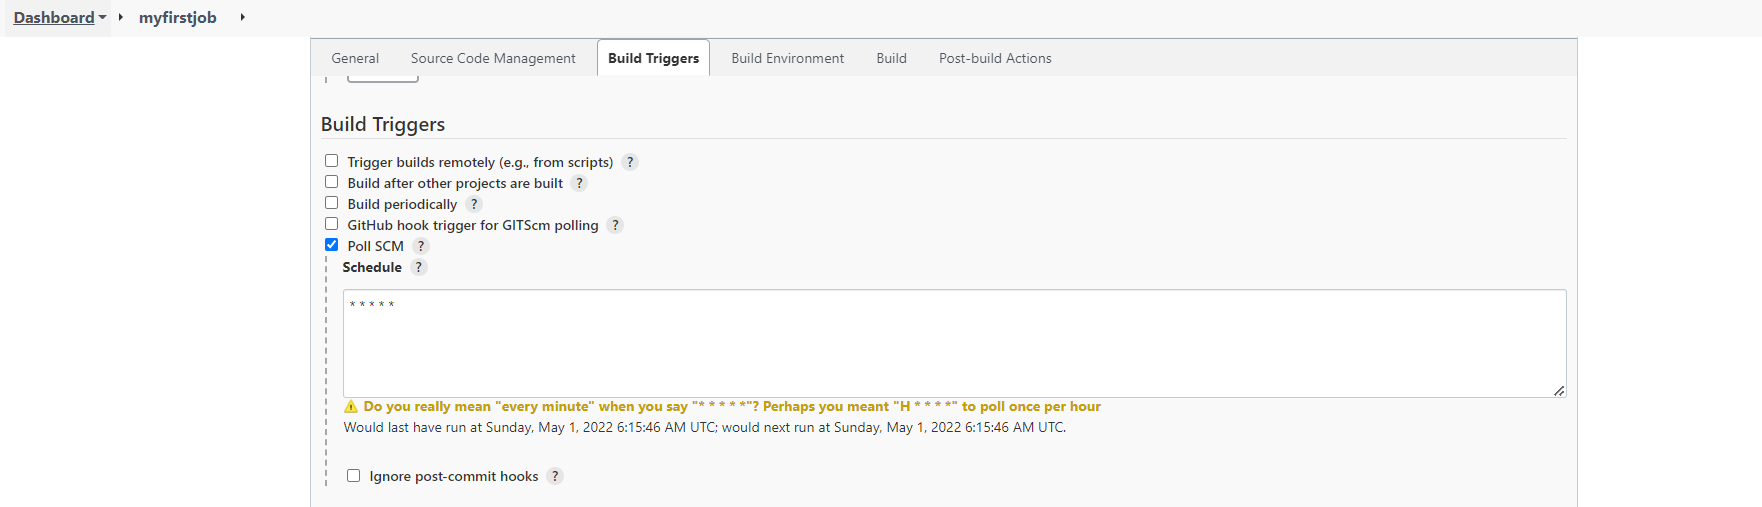 Dashboard myfirstjob
General Source Code Management Build Triggers Build Environment Build Post-build Actions
Build Triggers
Trigger builds remotely (e.g., from scripts) ?
Build after other projects are built ?
Build periodically ?
GitHub hook trigger for GITScm polling ?
Poll SCM ?
Schedule ?
* * * * *
Do you really mean "every minute" when you say "* * * * *"? Perhaps you meant "H * * * *" to poll once per hour
Would last have run at Sunday, May 1, 2022 6:15:46 AM UTC; would next run at Sunday, May 1, 2022 6:15:46 AM UTC.
Ignore post-commit hooks ?